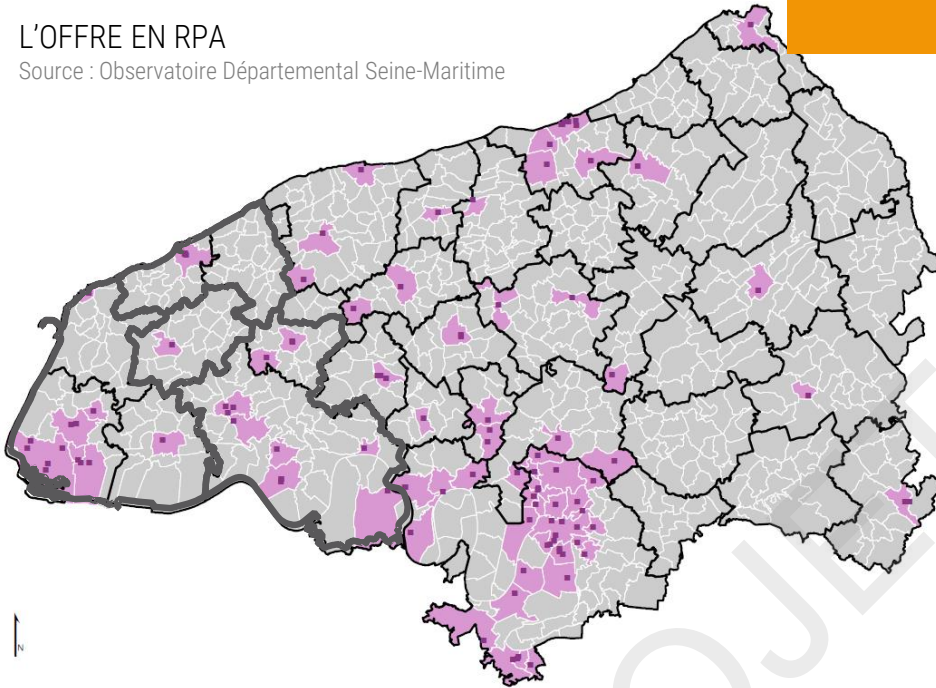 L'OFFRE EN RPA
Source : Observatoire Départemental Seine-Maritime
N